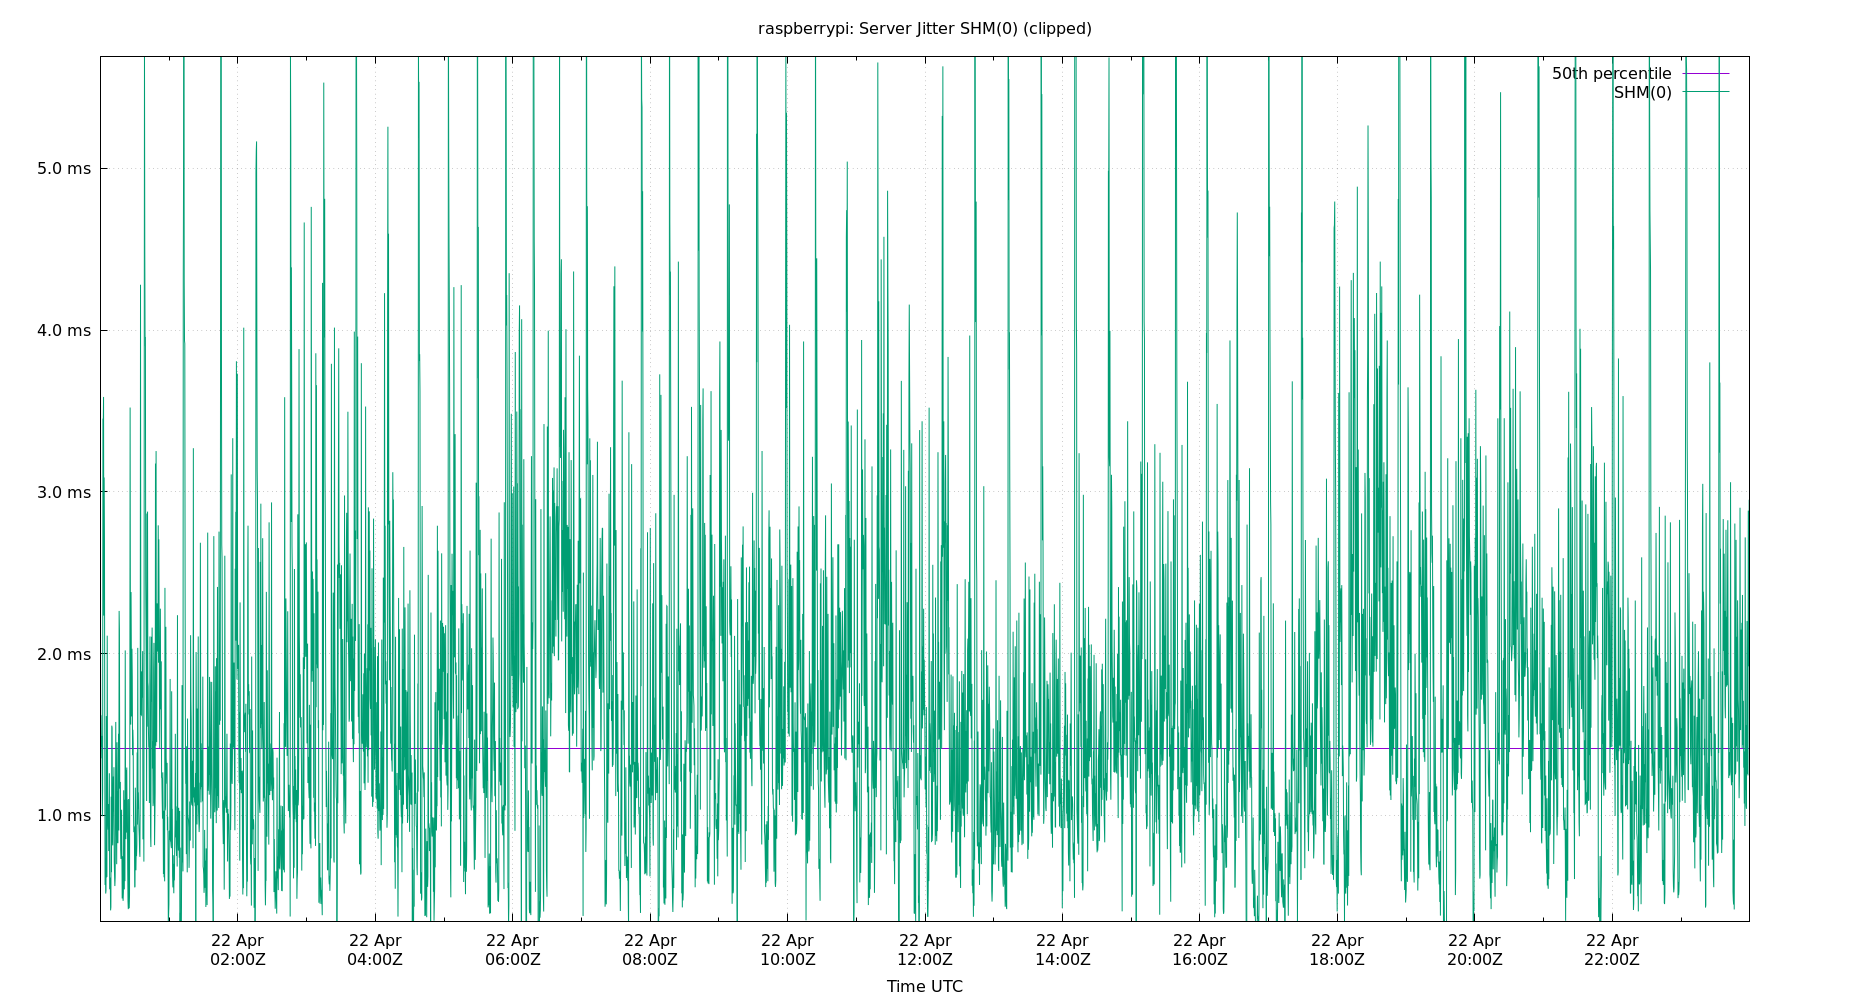 raspberrypi: Server Jitter SHM(0) (clipped)
50th percentile
SHM(0)
5.0 ms
4.0 ms
3.0 ms
2.0 ms
1.0 ms
22 Apr 22 Apr 22 Apr 22 Apr 22 Apr 22 Apr 22 Apr 22 Apr 22 Apr 22 Apr 22 Apr
02:00Z 04:00Z 06:00Z 08:00Z 10:00Z 12:00Z 14:00Z 16:00Z 18:00Z 20:00Z 22:00Z
Time UTC